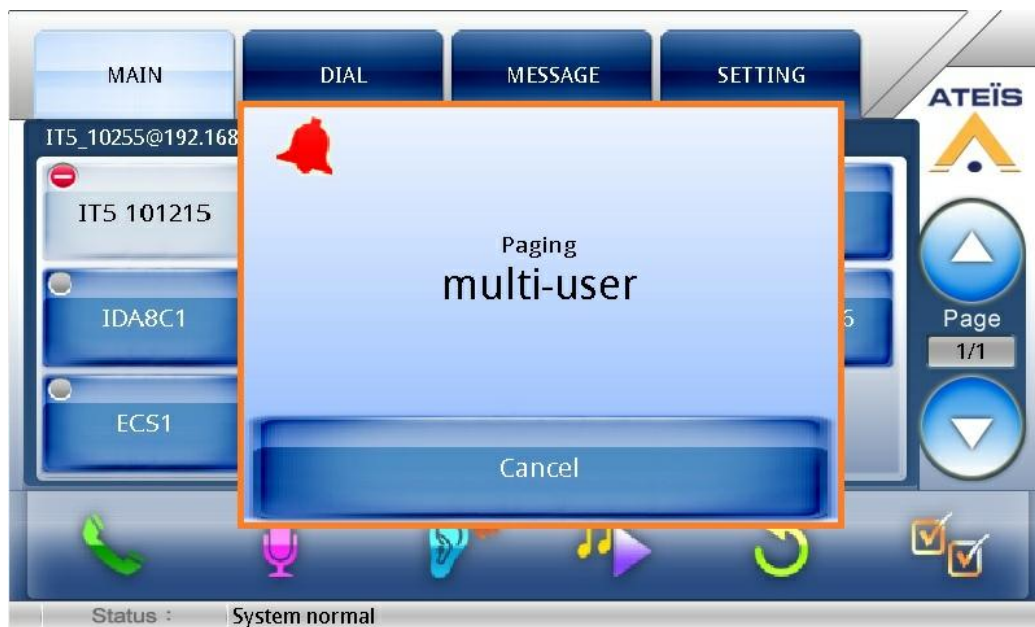 MAIN
DIAL
MESSAGE
SETTING
ATEÏS
IT5_10255@192.168
IT5 101215
Paging
multi-user
IDA8C1
6
Page
1/1
ECS1
Cancel
Status :
System normal